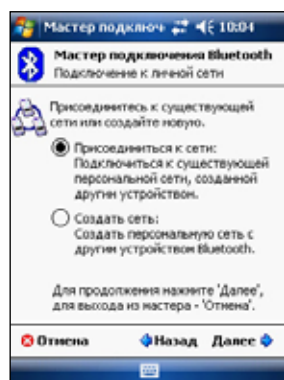 Мастер подключ 10:04
Мастер подключения Bluetooth
Подключение к личной сети
Присоединитесь к существующей
сети или создайте новую.
Присоединиться к сети:
Подключиться к существующей
персональной сети, созданной
другим устройством.
Создать сеть:
Создать персональную сеть с
другим устройством Bluetooth.
Для продолжения нажмите 'Далее',
для выхода из мастера - 'Отмена'.
Отмена Назад Далее